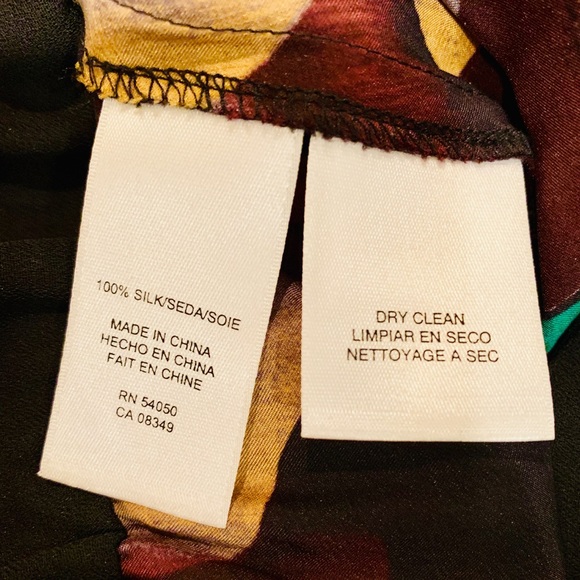 100% SILK/SEDA/SOIE
MADE IN CHINA
HECHO EN CHINA
FAIT EN CHINE
RN 54050
CA 08349
DRY CLEAN
LIMPIAR EN SECO
NETTOYAGE A SEC